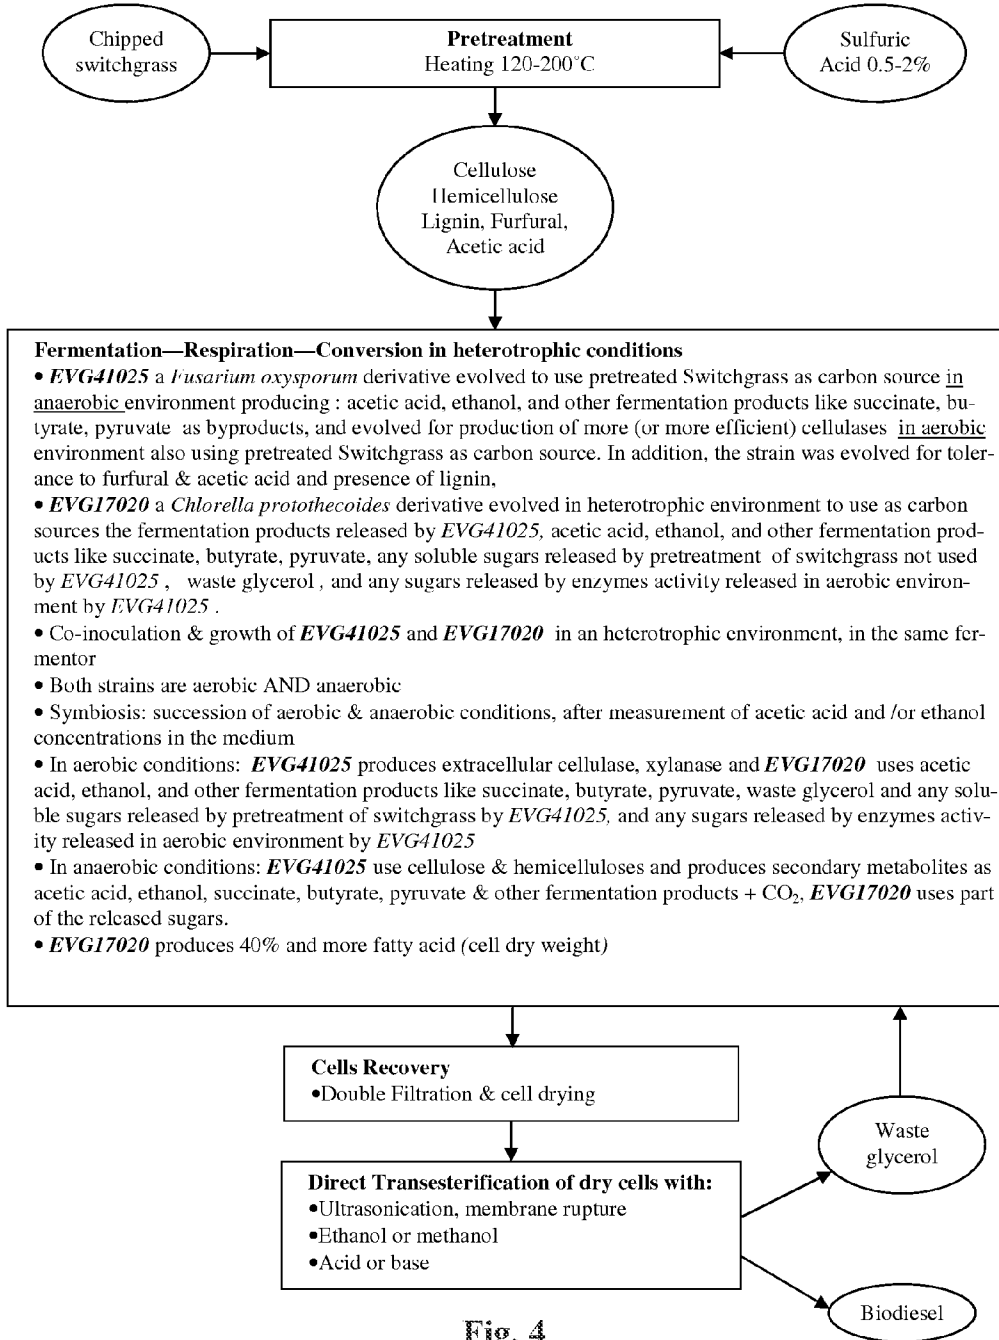 Chipped
switchgrass
Pretreatment
Heating 120-200°C
Sulfuric
Acid 0.5-2%
Cellulose
Hemicellulose
Lignin, Furfural,
Acetic acid
Fermentation—Respiration—Conversion in heterotrophic conditions
• EVG41025 a Fusarium oxysporum derivative evolved to use pretreated Switchgrass as carbon source in
anaerobic environment producing : acetic acid, ethanol, and other fermentation products like succinate, bu-
tyrate, pyruvate as byproducts, and evolved for production of more (or more efficient) cellulases in aerobic
environment also using pretreated Switchgrass as carbon source. In addition, the strain was evolved for toler-
ance to furfural & acetic acid and presence of lignin,
• EVG17020 a Chlorella protothecoides derivative evolved in heterotrophic environment to use as carbon
sources the fermentation products released by EVG41025, acetic acid, ethanol, and other fermentation prod-
ucts like succinate, butyrate, pyruvate, any soluble sugars released by pretreatment of switchgrass not used
by EVG41025 , waste glycerol , and any sugars released by enzymes activity released in aerobic environ-
ment by EVG41025 .
• Co-inoculation & growth of EVG41025 and EVG17020 in an heterotrophic environment, in the same fer-
mentor
• Both strains are aerobic AND anaerobic
• Symbiosis: succession of aerobic & anaerobic conditions, after measurement of acetic acid and /or ethanol
concentrations in the medium
• In aerobic conditions: EVG41025 produces extracellular cellulase, xylanase and EVG17020 uses acetic
acid, ethanol, and other fermentation products like succinate, butyrate, pyruvate, waste glycerol and any solu-
ble sugars released by pretreatment of switchgrass by EVG41025, and any sugars released by enzymes activ-
ity released in aerobic environment by EVG41025
• In anaerobic conditions: EVG41025 use cellulose & hemicelluloses and produces secondary metabolites as
acetic acid, ethanol, succinate, butyrate, pyruvate & other fermentation products + CO₂, EVG17020 uses part
of the released sugars.
• EVG17020 produces 40% and more fatty acid (cell dry weight)
Cells Recovery
•Double Filtration & cell drying
Waste
glycerol
Direct Transesterification of dry cells with:
•Ultrasonication, membrane rupture
•Ethanol or methanol
•Acid or base
Biodiesel
Fig. 4